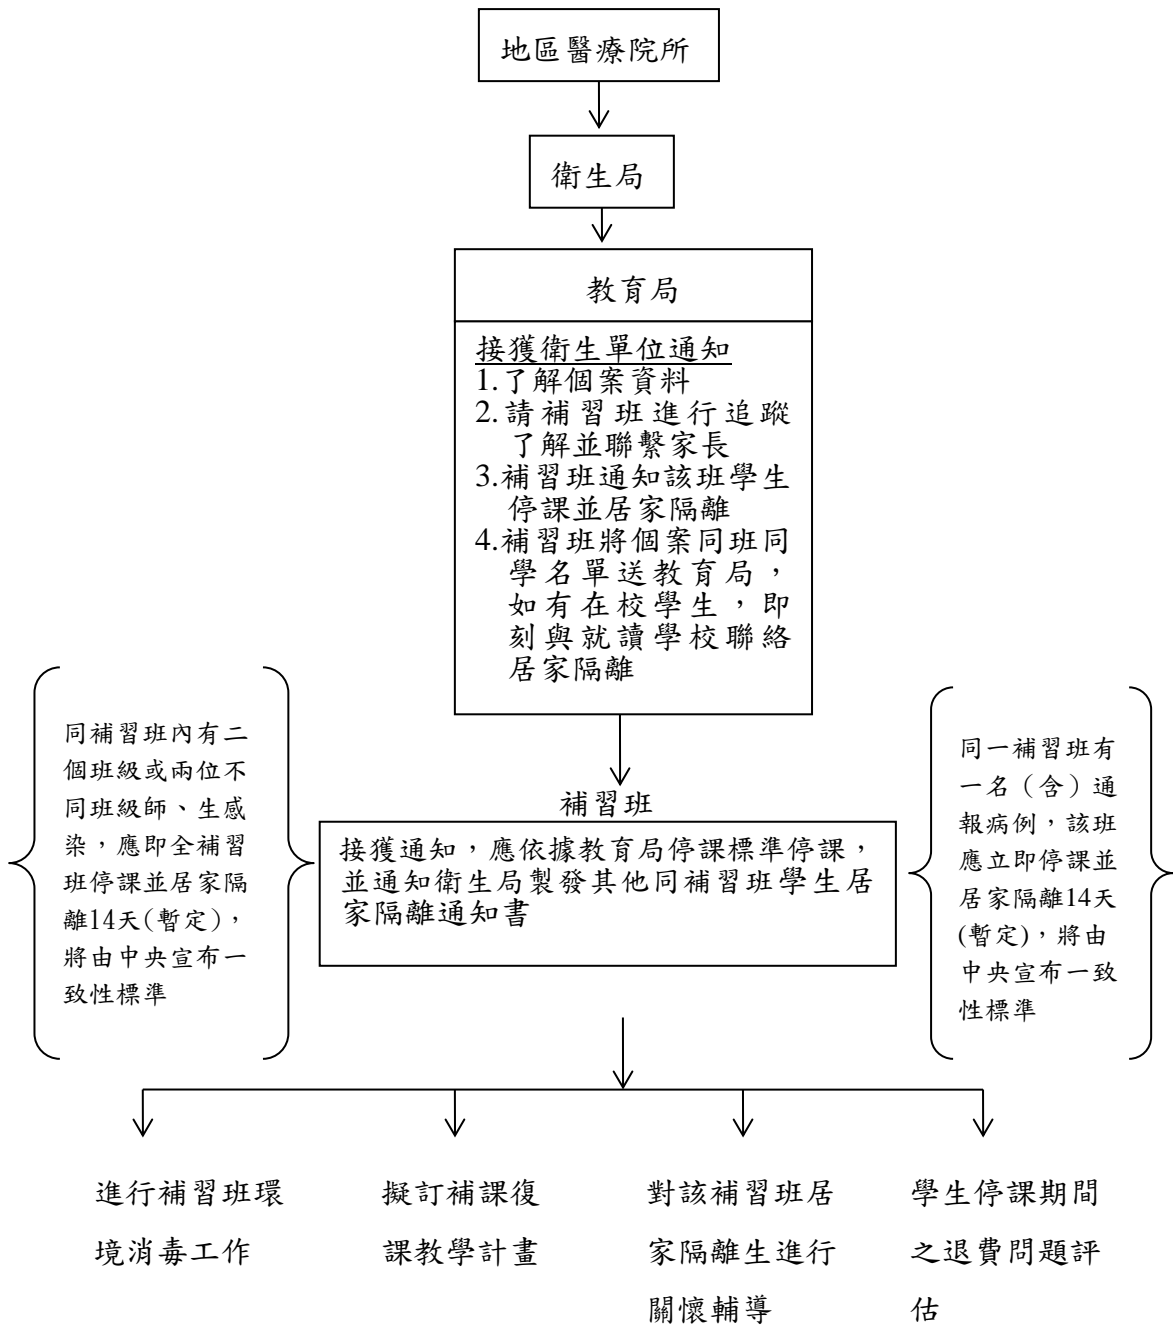 地區醫療院所
衛生局
教育局
接獲衛生單位通知
1.了解個案資料
2.請補習班進行追蹤
了解並聯繫家長
3.補習班通知該班學生
停課並居家隔離
4.補習班將個案同班同
學名單送教育局，
如有在校學生，即
刻與就讀學校聯絡
居家隔離
同補習班內有二
個班級或兩位不
同班級師、生感
染，應即全補習
班停課並居家隔
離14天(暫定)，
將由中央宣布一
致性標準
補習班
接獲通知，應依據教育局停課標準停課，
並通知衛生局製發其他同補習班學生居
家隔離通知書
同一補習班有
一名（含）通
報病例，該班
應立即停課並
居家隔離14天
(暫定)，將由
中央宣布一致
性標準
進行補習班環
境消毒工作
擬訂補課復
課教學計畫
對該補習班居
家隔離生進行
關懷輔導
學生停課期間
之退費問題評
估